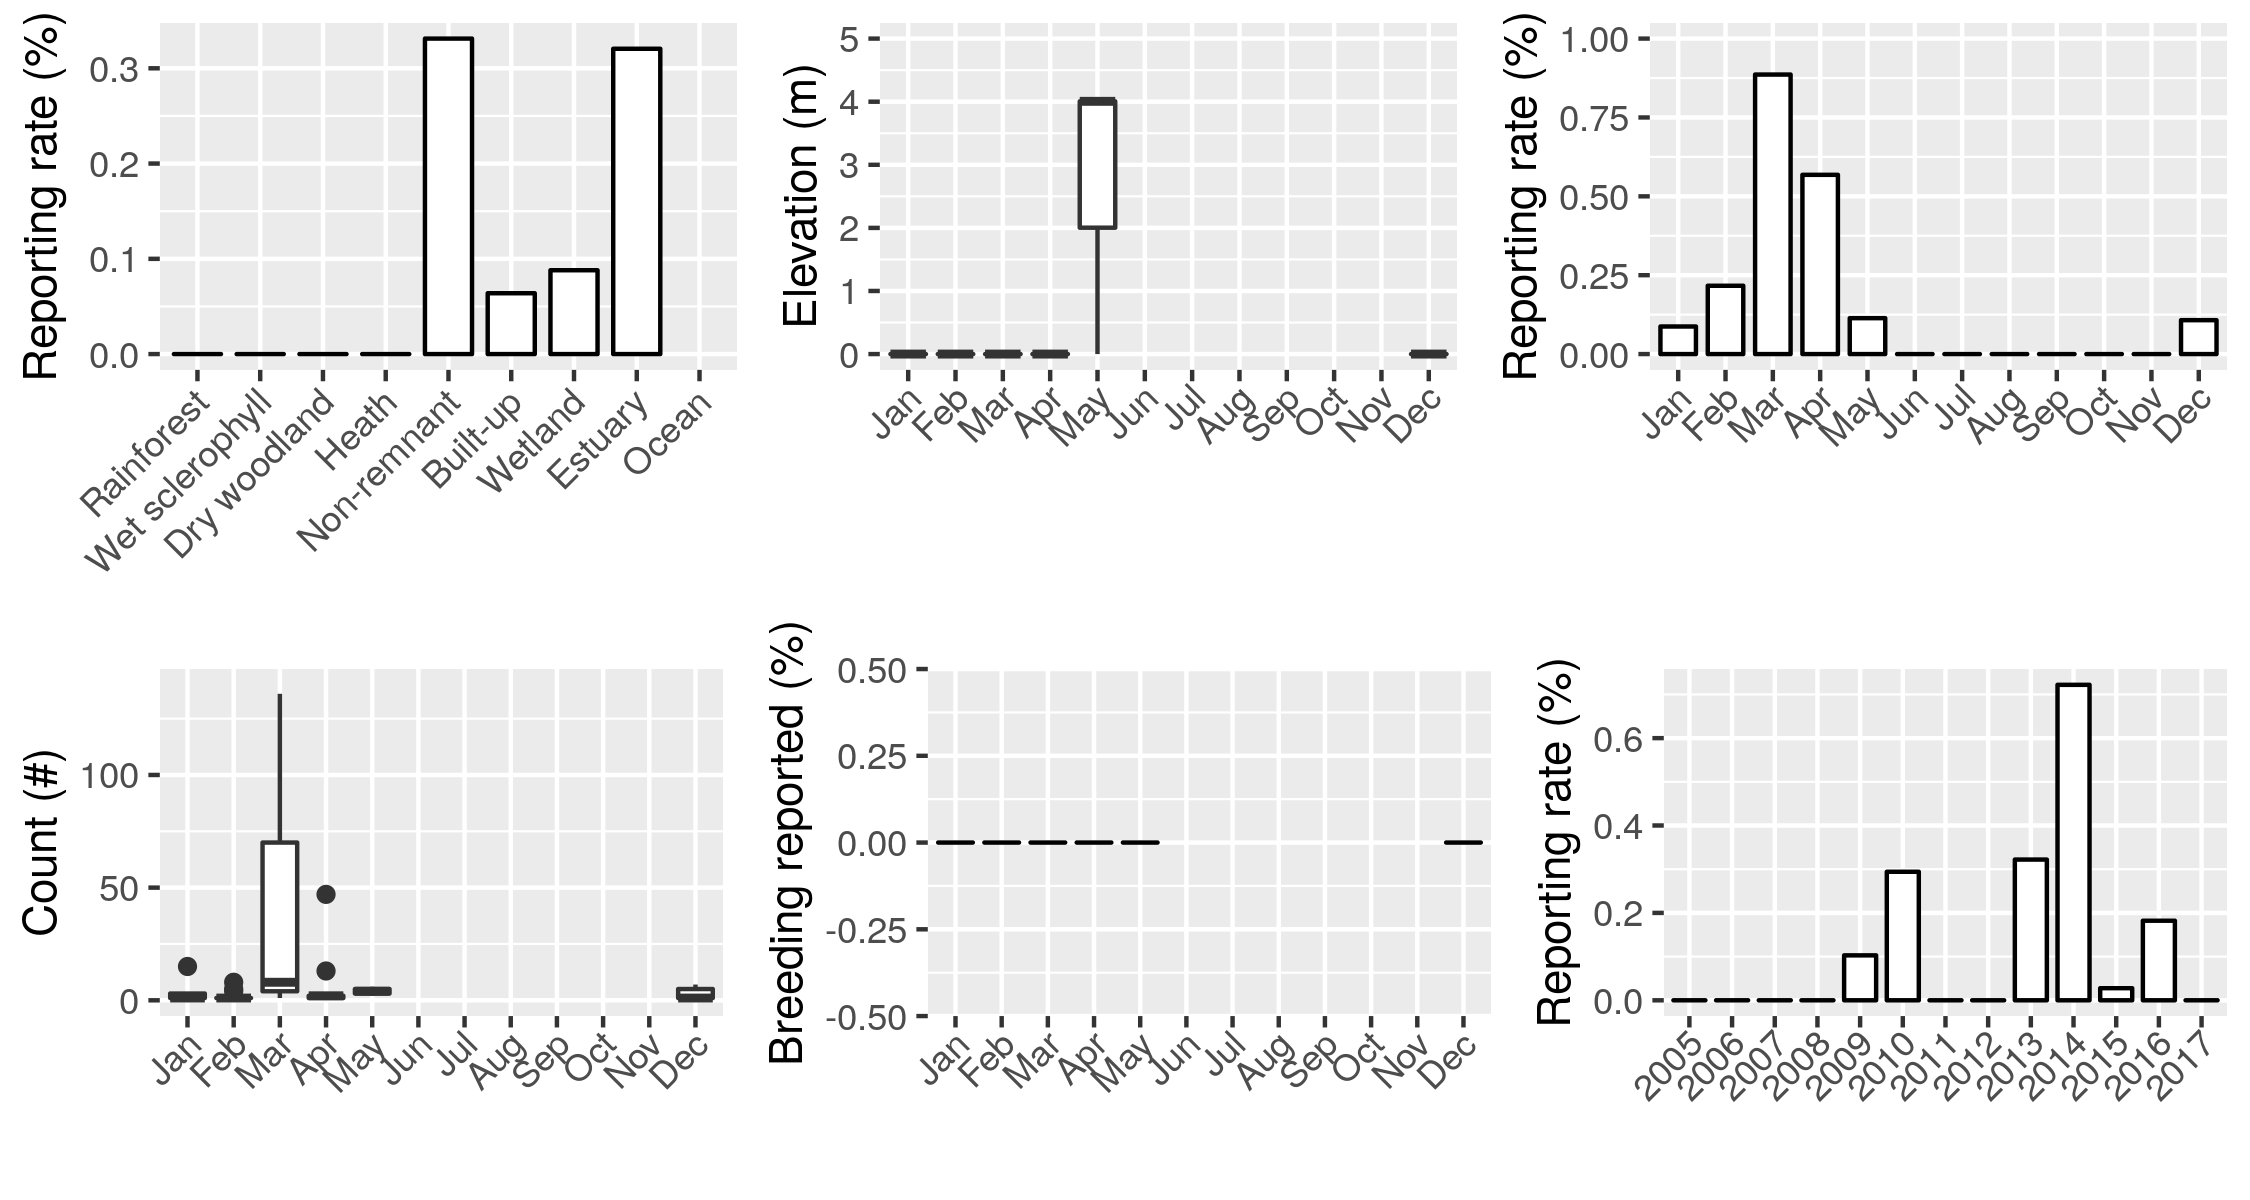 Reporting rate (%)
0.3
0.2
0.1
0.0
Rainforest
Wet sclerophyll
Dry woodland
Heath
Non-remnant
Built-up
Wetland
Estuary
Ocean
Elevation (m)
5
4
3
2
1
0
Jan
Feb
Mar
Apr
May
Jun
Jul
Aug
Sep
Oct
Nov
Dec
Reporting rate (%)
1.00
0.75
0.50
0.25
0.00
Jan
Feb
Mar
Apr
May
Jun
Jul
Aug
Sep
Oct
Nov
Dec
Count (#)
100
50
0
Jan
Feb
Mar
Apr
May
Jun
Jul
Aug
Sep
Oct
Nov
Dec
Breeding reported (%)
0.50
0.25
0.00
-0.25
-0.50
Jan
Feb
Mar
Apr
May
Jun
Jul
Aug
Sep
Oct
Nov
Dec
Reporting rate (%)
0.6
0.4
0.2
0.0
2005
2006
2007
2008
2009
2010
2011
2012
2013
2014
2015
2016
2017